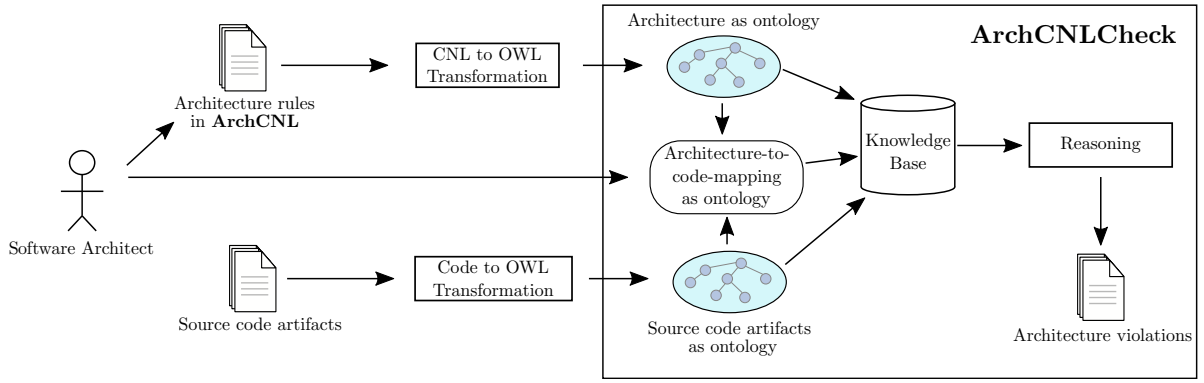 Architecture as ontology
ArchCNLCheck
CNL to OWL
Transformation
Architecture rules
in ArchCNL
Architecture-to-
code-mapping
as ontology
Knowledge
Base
Reasoning
Software Architect
Code to OWL
Transformation
Source code artifacts
Source code artifacts
as ontology
Architecture violations